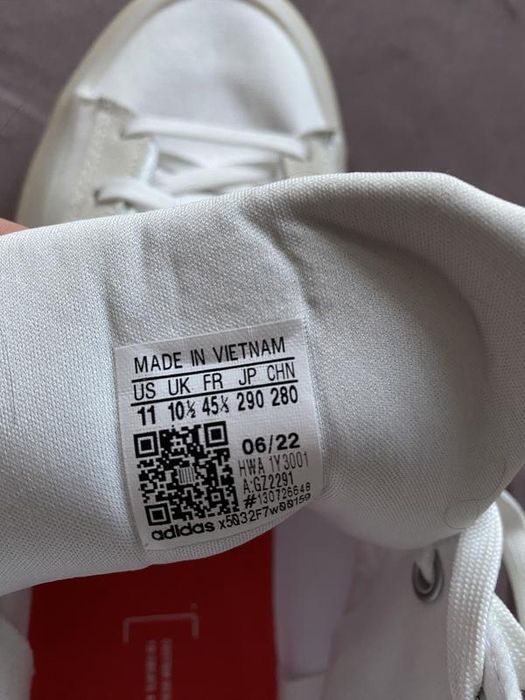 MADE IN VIETNAM
US UK FR JP CHN
11 10½ 45⅓ 290 280
06/22
HWA 1Y3001
A:GZ2291
#130726648
adidas x5032F7w00159